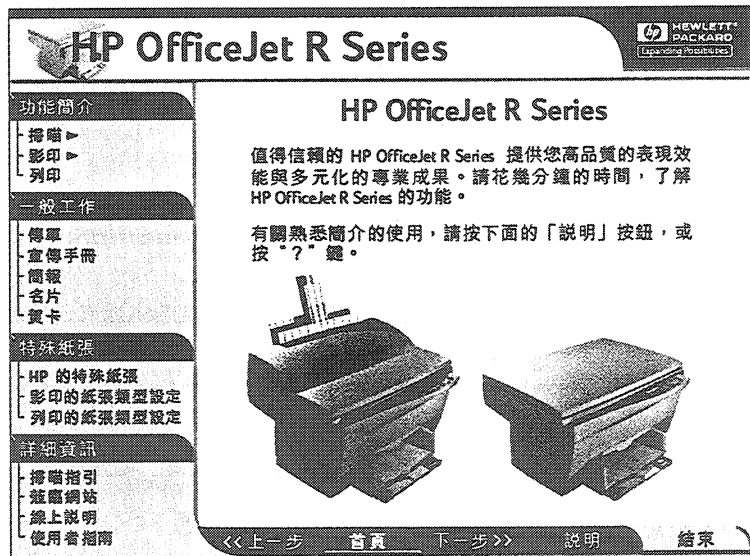 HP OfficeJet R Series
hp HEWLETT®
PACKARD
Expanding Possibilities
功能簡介
掃瞄
影印
列印
一般工作
傳單
宣傳手冊
簡報
名片
賀卡
特殊紙張
HP 的特殊紙張
影印的紙張類型設定
列印的紙張類型設定
詳細資訊
掃瞄指引
蒞臨網站
線上說明
使用者指南
HP OfficeJet R Series
值得信賴的 HP OfficeJet R Series 提供您高品質的表現效
能與多元化的專業成果。請花幾分鐘的時間,了解
HP OfficeJet R Series 的功能。
有關熟悉簡介的使用,請按下面的「說明」按鈕,或
按 "?" 鍵。
<< 上一步 首頁 下一步 >> 說明 結束